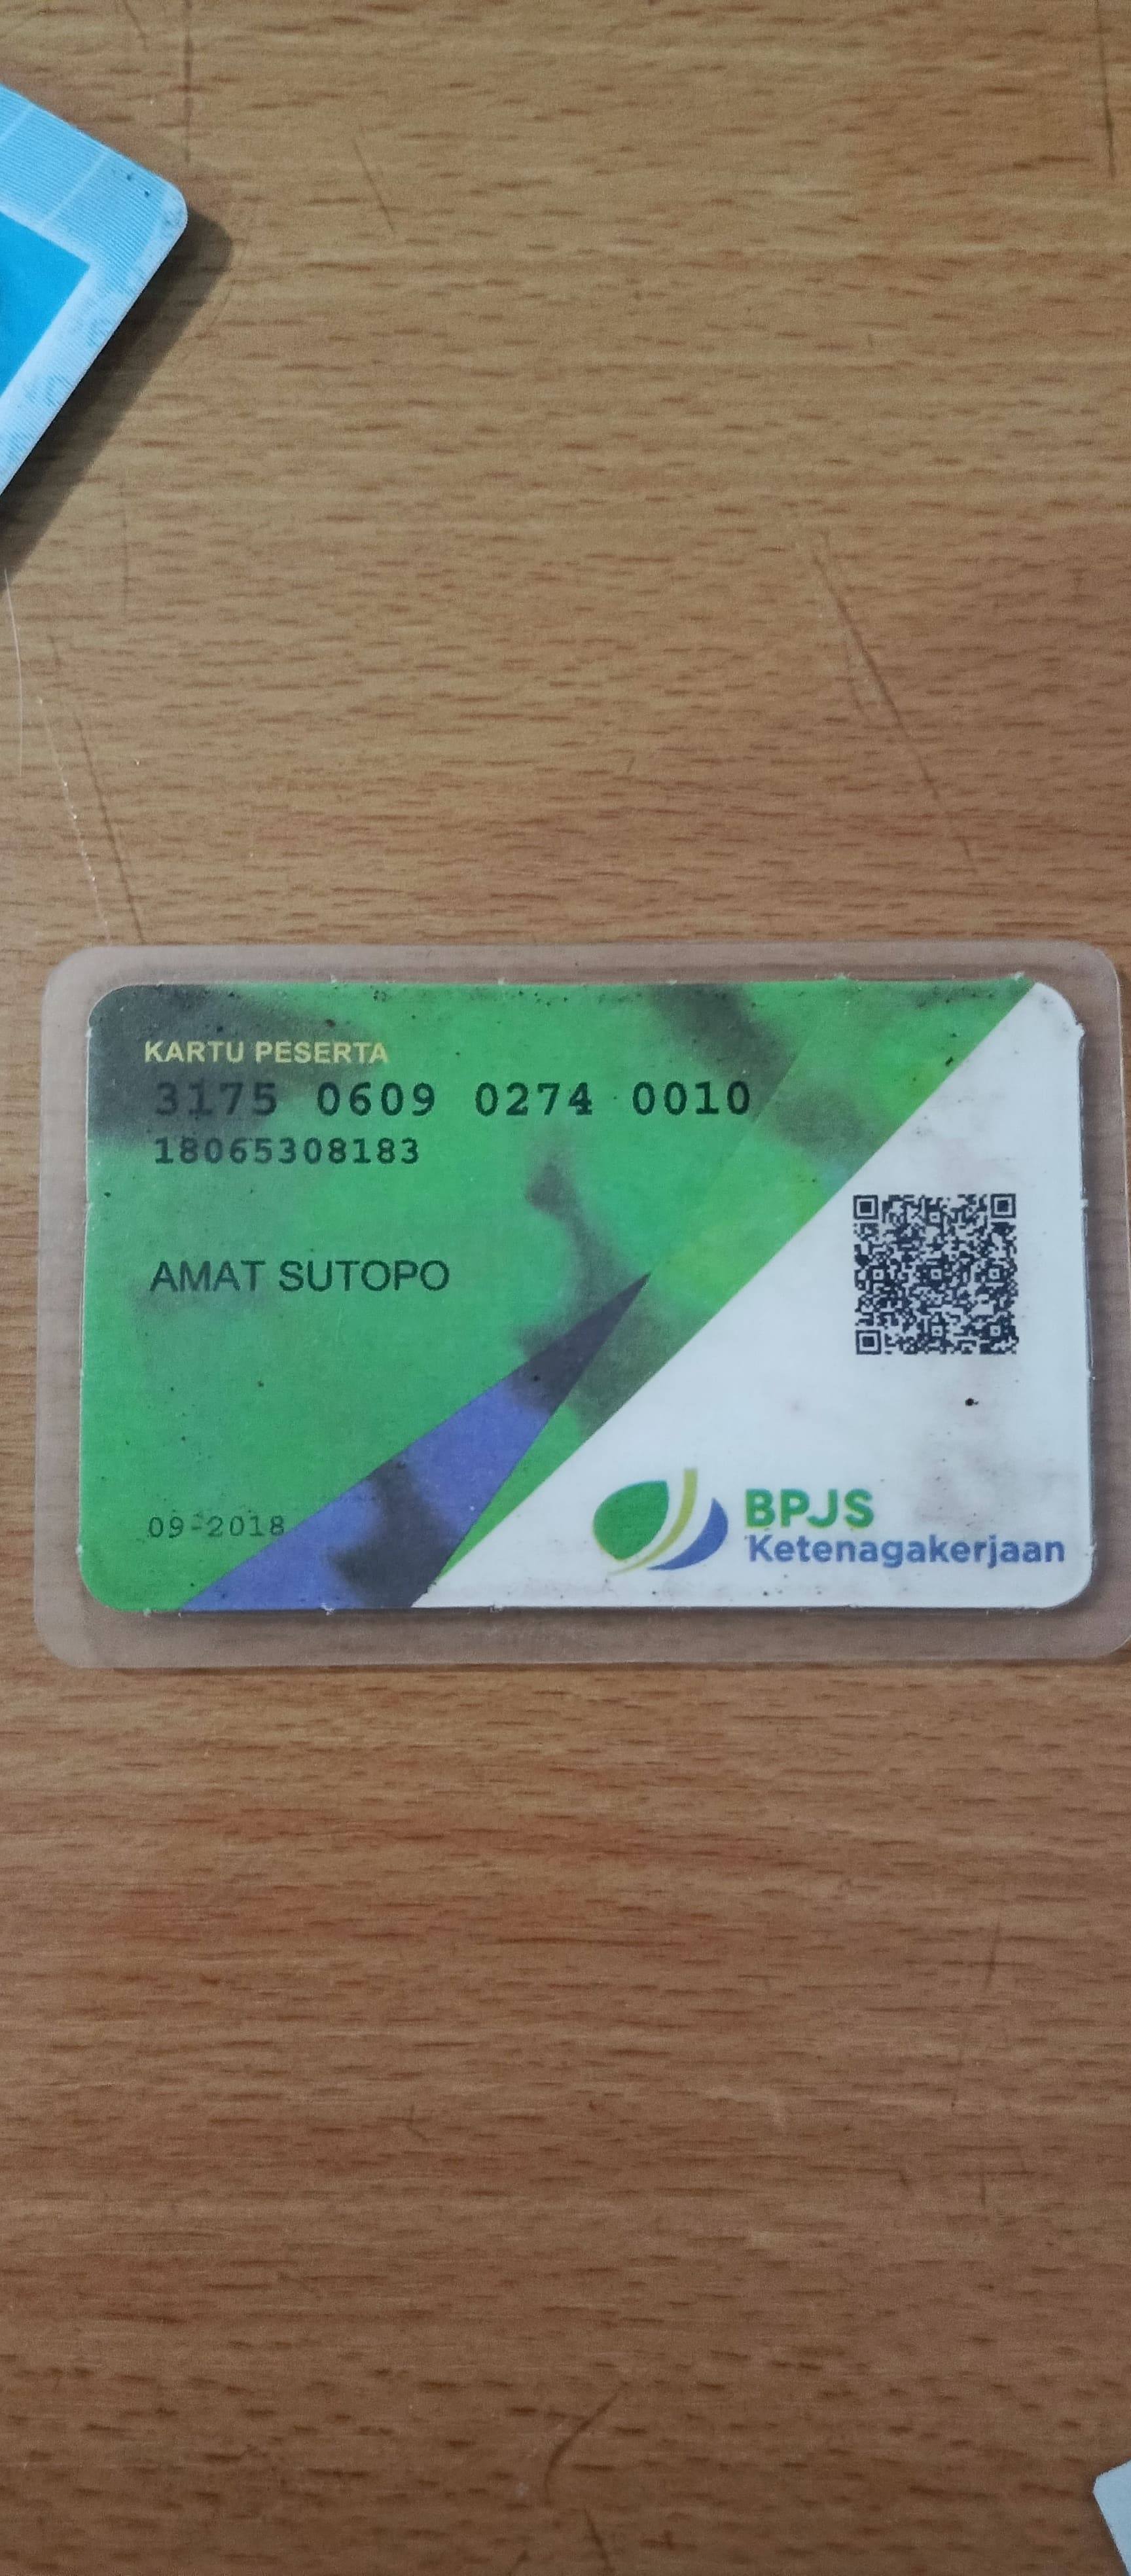 KARTU PESERTA
3175 0609 0274 0010
18065308183
AMAT SUTOPO
09-2018
BPJS
Ketenagakerjaan